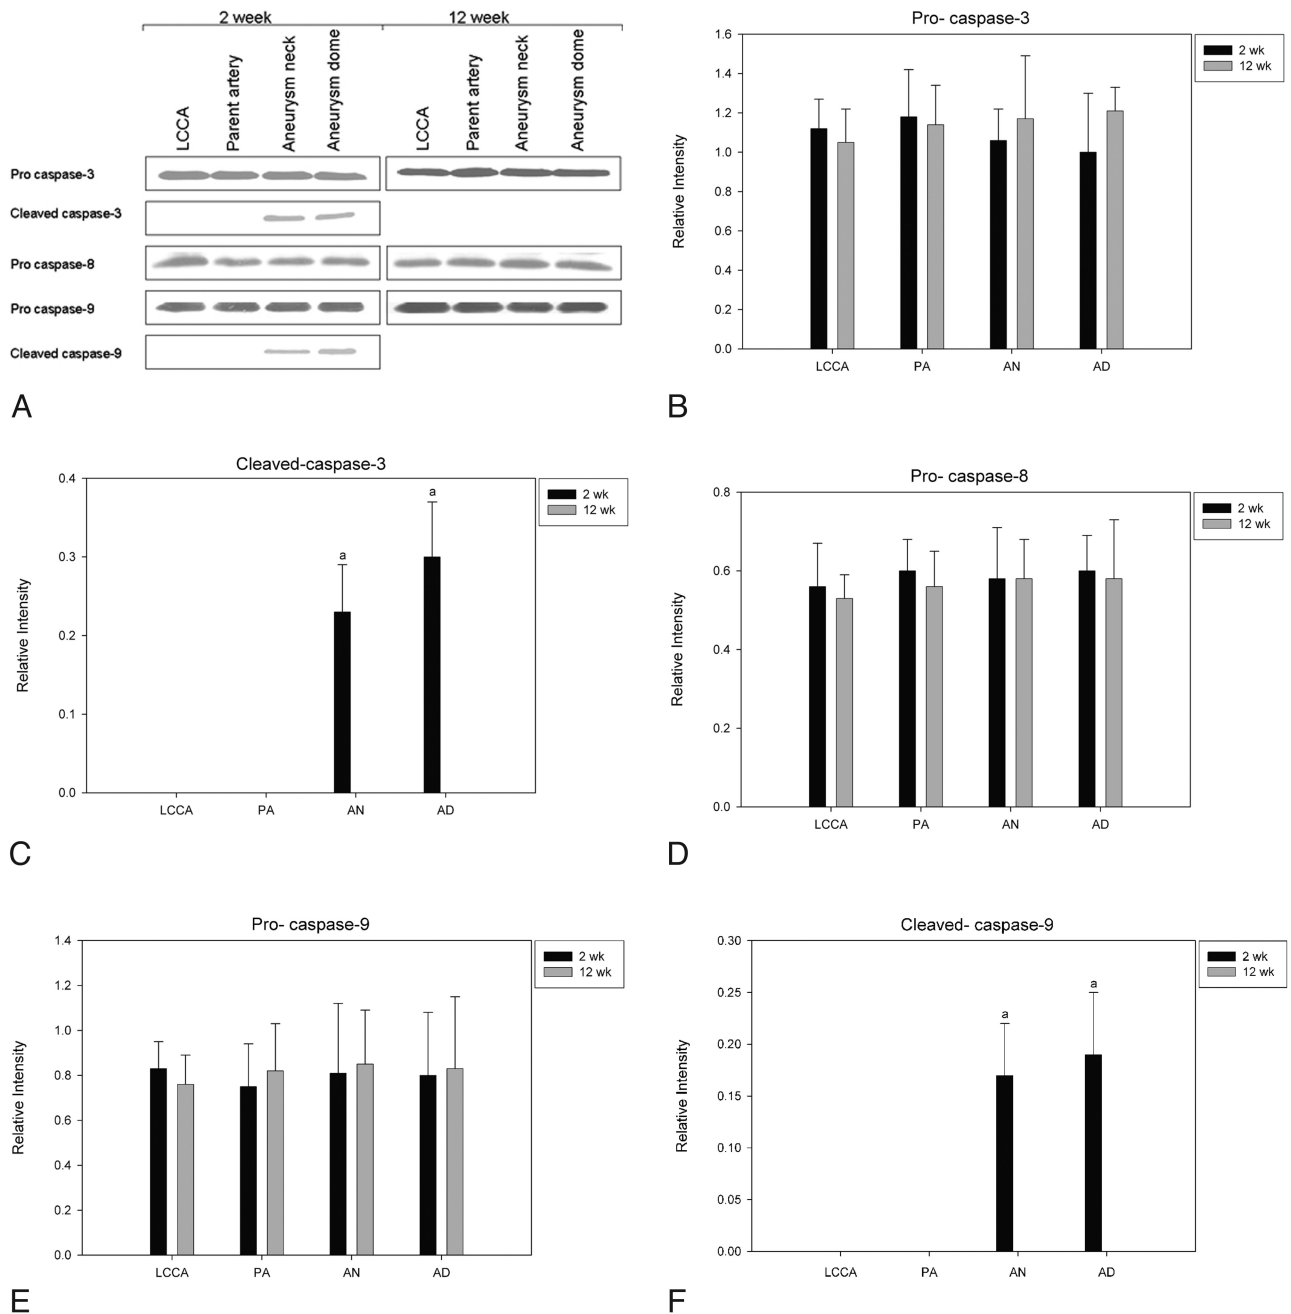 2 week 12 week
LCCA Parent artery Aneurysm neck Aneurysm dome LCCA Parent artery Aneurysm neck Aneurysm dome
Pro caspase-3
Cleaved caspase-3
Pro caspase-8
Pro caspase-9
Cleaved caspase-9
A
Pro- caspase-3
2 wk
12 wk
Relative Intensity
1.6
1.4
1.2
1.0
0.8
0.6
0.4
0.2
0.0
LCCA PA AN AD
B
Cleaved-caspase-3
2 wk
12 wk
Relative Intensity
0.4
0.3
0.2
0.1
0.0
a a
LCCA PA AN AD
C
Pro- caspase-8
2 wk
12 wk
Relative Intensity
0.8
0.6
0.4
0.2
0.0
LCCA PA AN AD
D
Pro- caspase-9
2 wk
12 wk
Relative Intensity
1.4
1.2
1.0
0.8
0.6
0.4
0.2
0.0
LCCA PA AN AD
E
Cleaved- caspase-9
2 wk
12 wk
Relative Intensity
0.30
0.25
0.20
0.15
0.10
0.05
0.00
a a
LCCA PA AN AD
F